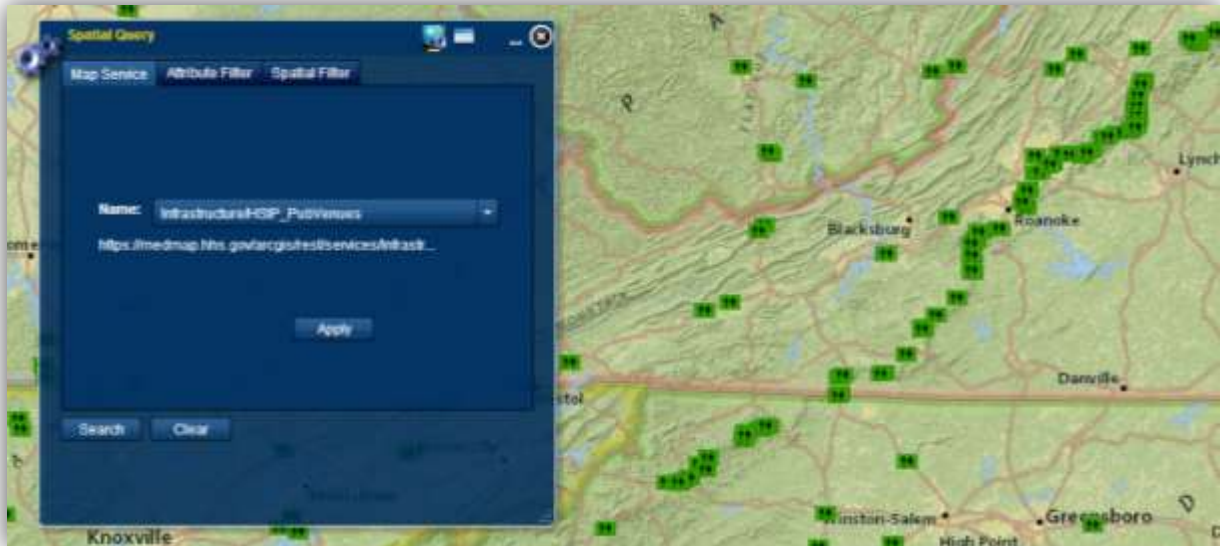 Spatial Query
Map Service Attribute Filter Spatial Filter
Name: Infrastructure/HSIP_PubVenues
https://medmap.hhs.gov/arcgis/rest/services/Infrastr...
Apply
Search Clear
P
A
Lynch
Roanoke
Blacksburg
Danville
stol
Winston-Salem
Greensboro
High Point
D
Knoxville